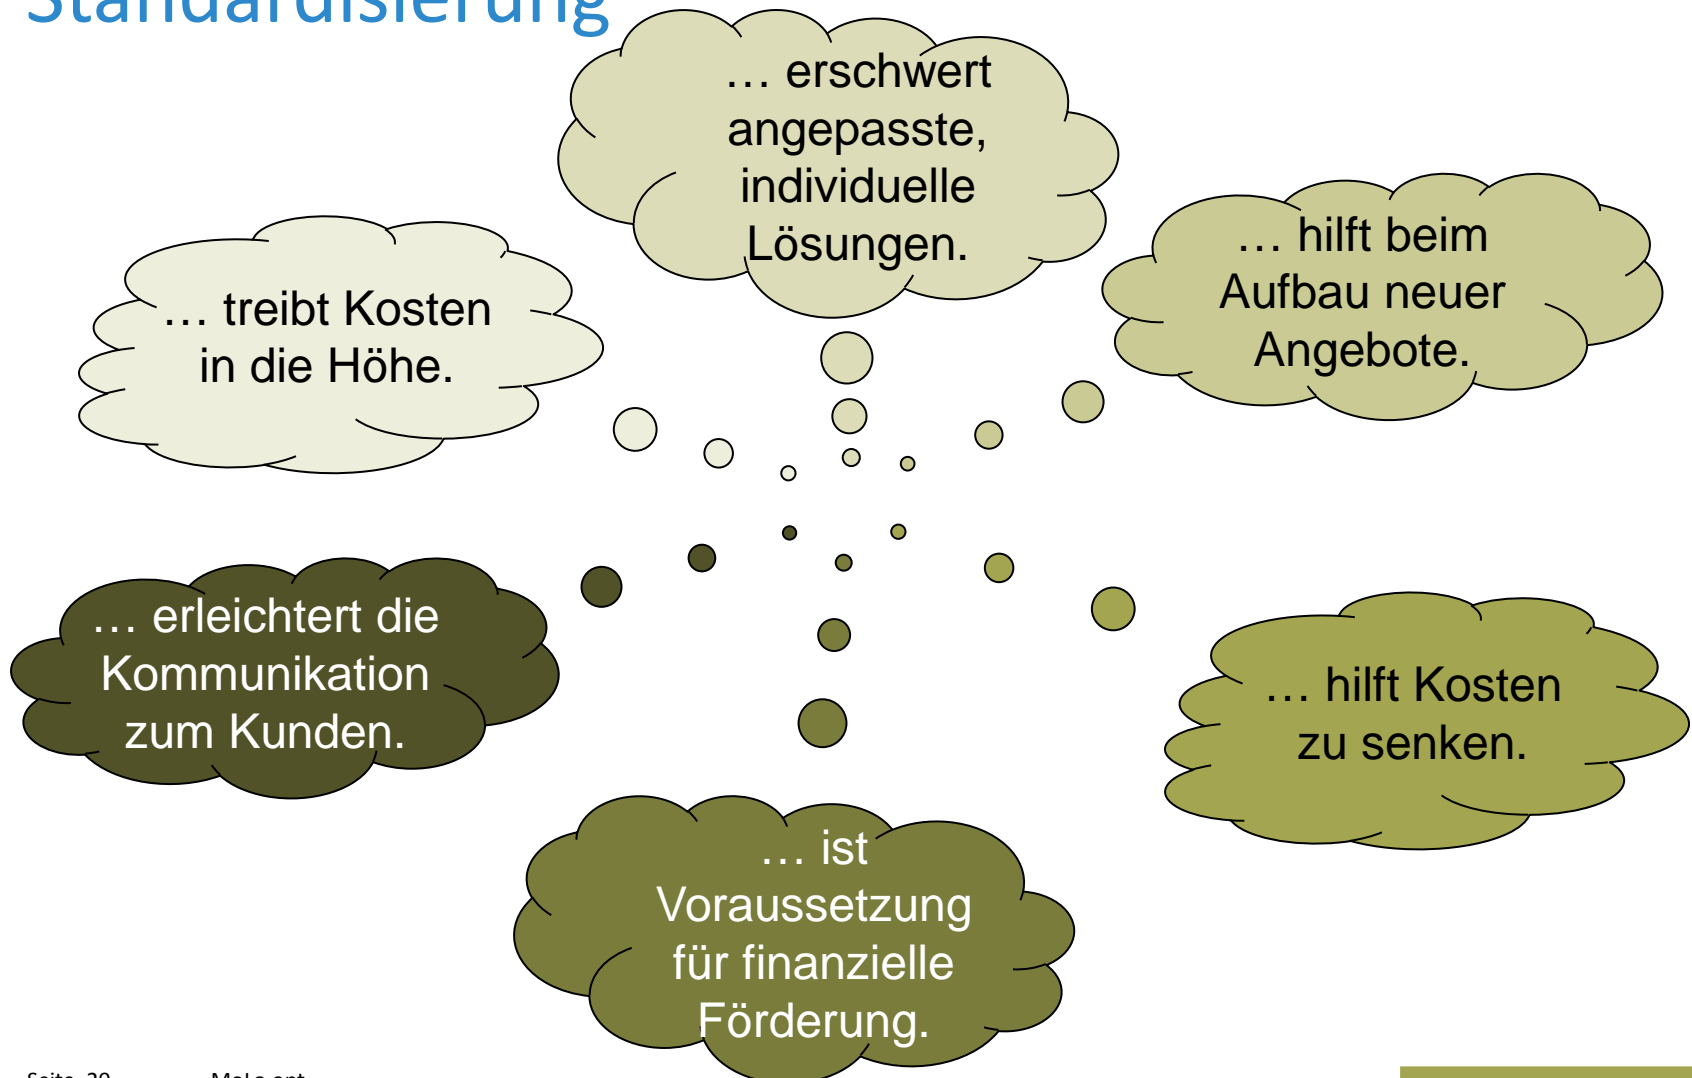 Standardisierung
… erschwert
angepasste,
individuelle
Lösungen.
… hilft beim
Aufbau neuer
Angebote.
… treibt Kosten
in die Höhe.
… erleichtert die
Kommunikation
zum Kunden.
… hilft Kosten
zu senken.
… ist
Voraussetzung
für finanzielle
Förderung.